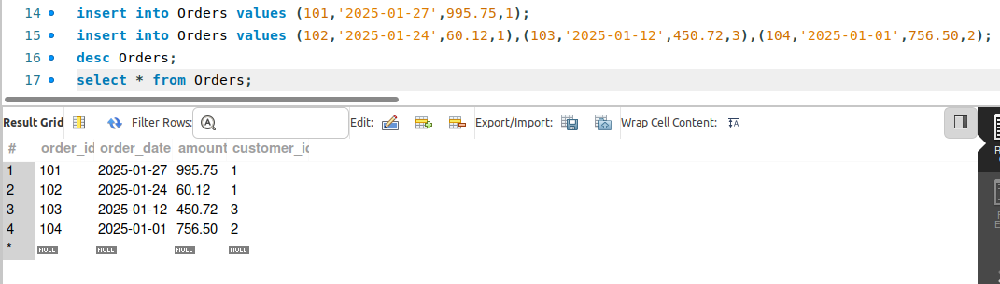 14 insert into Orders values (101,'2025-01-27',995.75,1);
15 insert into Orders values (102,'2025-01-24',60.12,1),(103,'2025-01-12',450.72,3),(104,'2025-01-01',756.50,2);
16 desc Orders;
17 select * from Orders;
Result Grid Filter Rows: Edit: Export/Import: Wrap Cell Content:
# order_id order_date amount customer_id
1 101 2025-01-27 995.75 1
2 102 2025-01-24 60.12 1
3 103 2025-01-12 450.72 3
4 104 2025-01-01 756.50 2
* NULL NULL NULL NULL